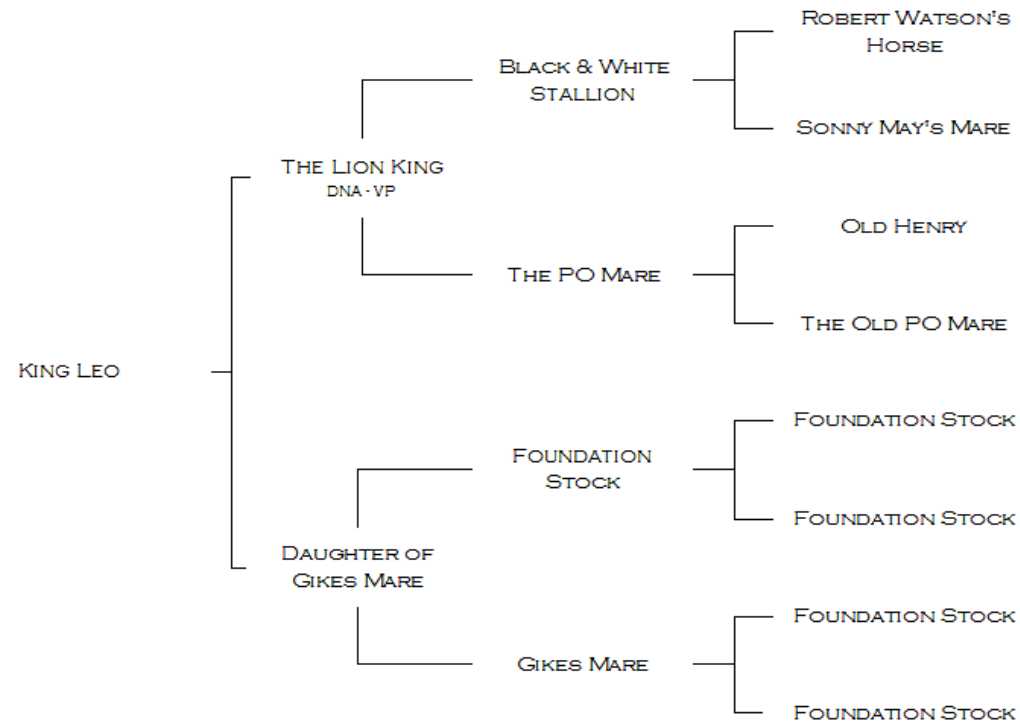 Robert Watson's
Horse
Black & White
Stallion
Sonny May's Mare
The Lion King
DNA - VP
Old Henry
The PO Mare
The Old PO Mare
King Leo
Foundation Stock
Foundation
Stock
Foundation Stock
Daughter of
Gikes Mare
Foundation Stock
Gikes Mare
Foundation Stock